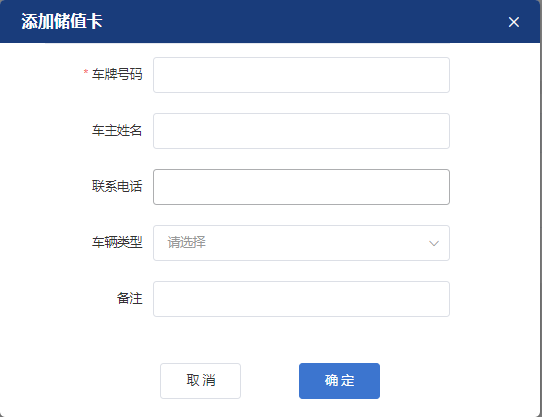 添加储值卡
* 车牌号码
车主姓名
联系电话
车辆类型 请选择
备注
取消 确定